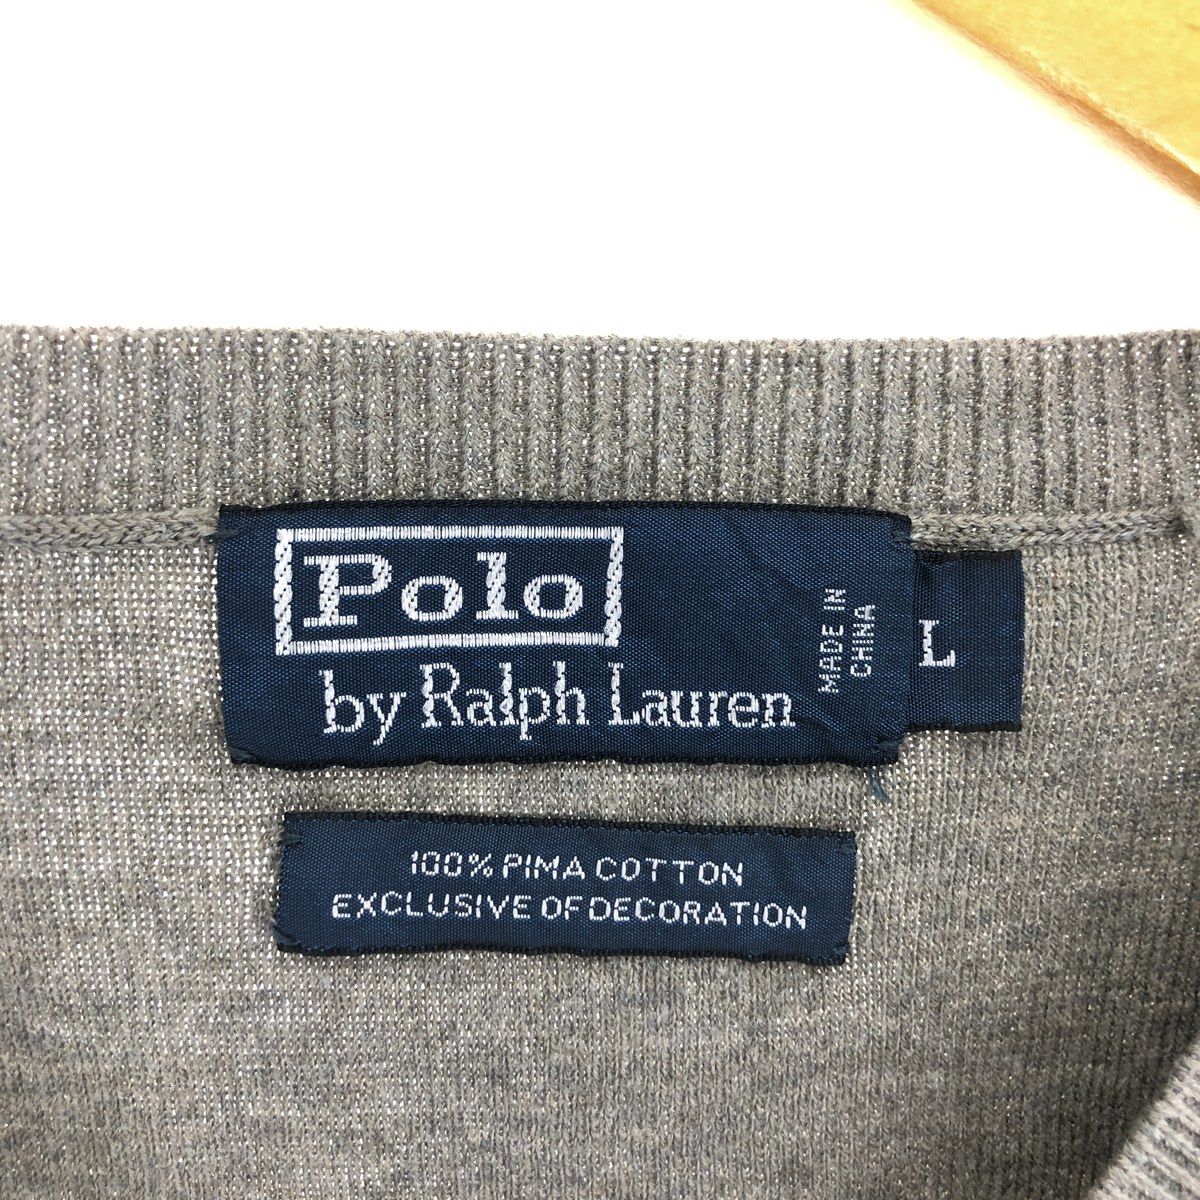 Polo
by Ralph Lauren
MADE IN
CHINA
L
100% PIMA COTTON
EXCLUSIVE OF DECORATION